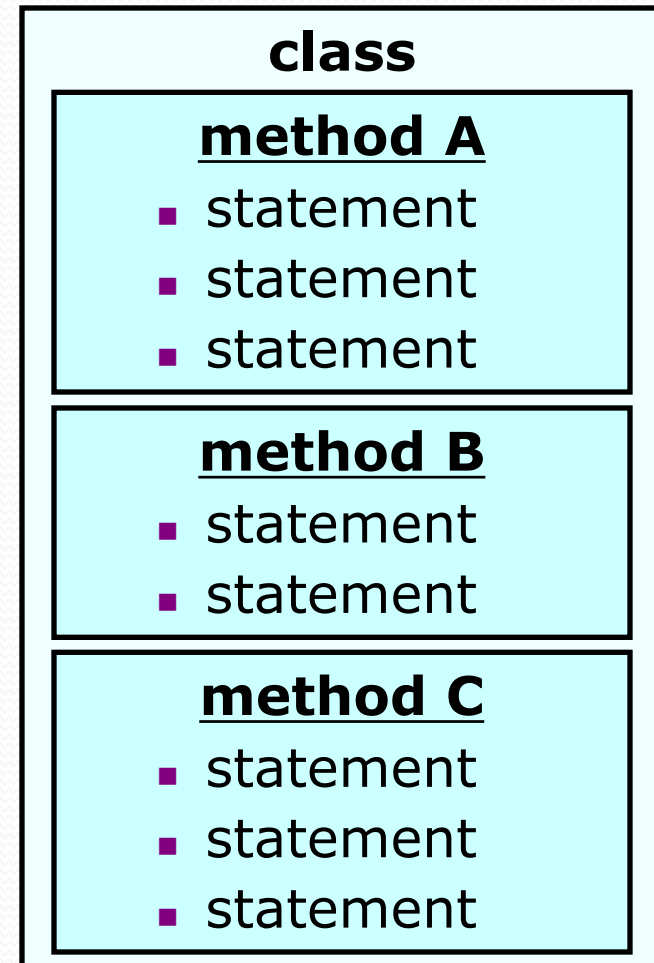 class
method A
▪ statement
▪ statement
▪ statement
method B
▪ statement
▪ statement
method C
▪ statement
▪ statement
▪ statement